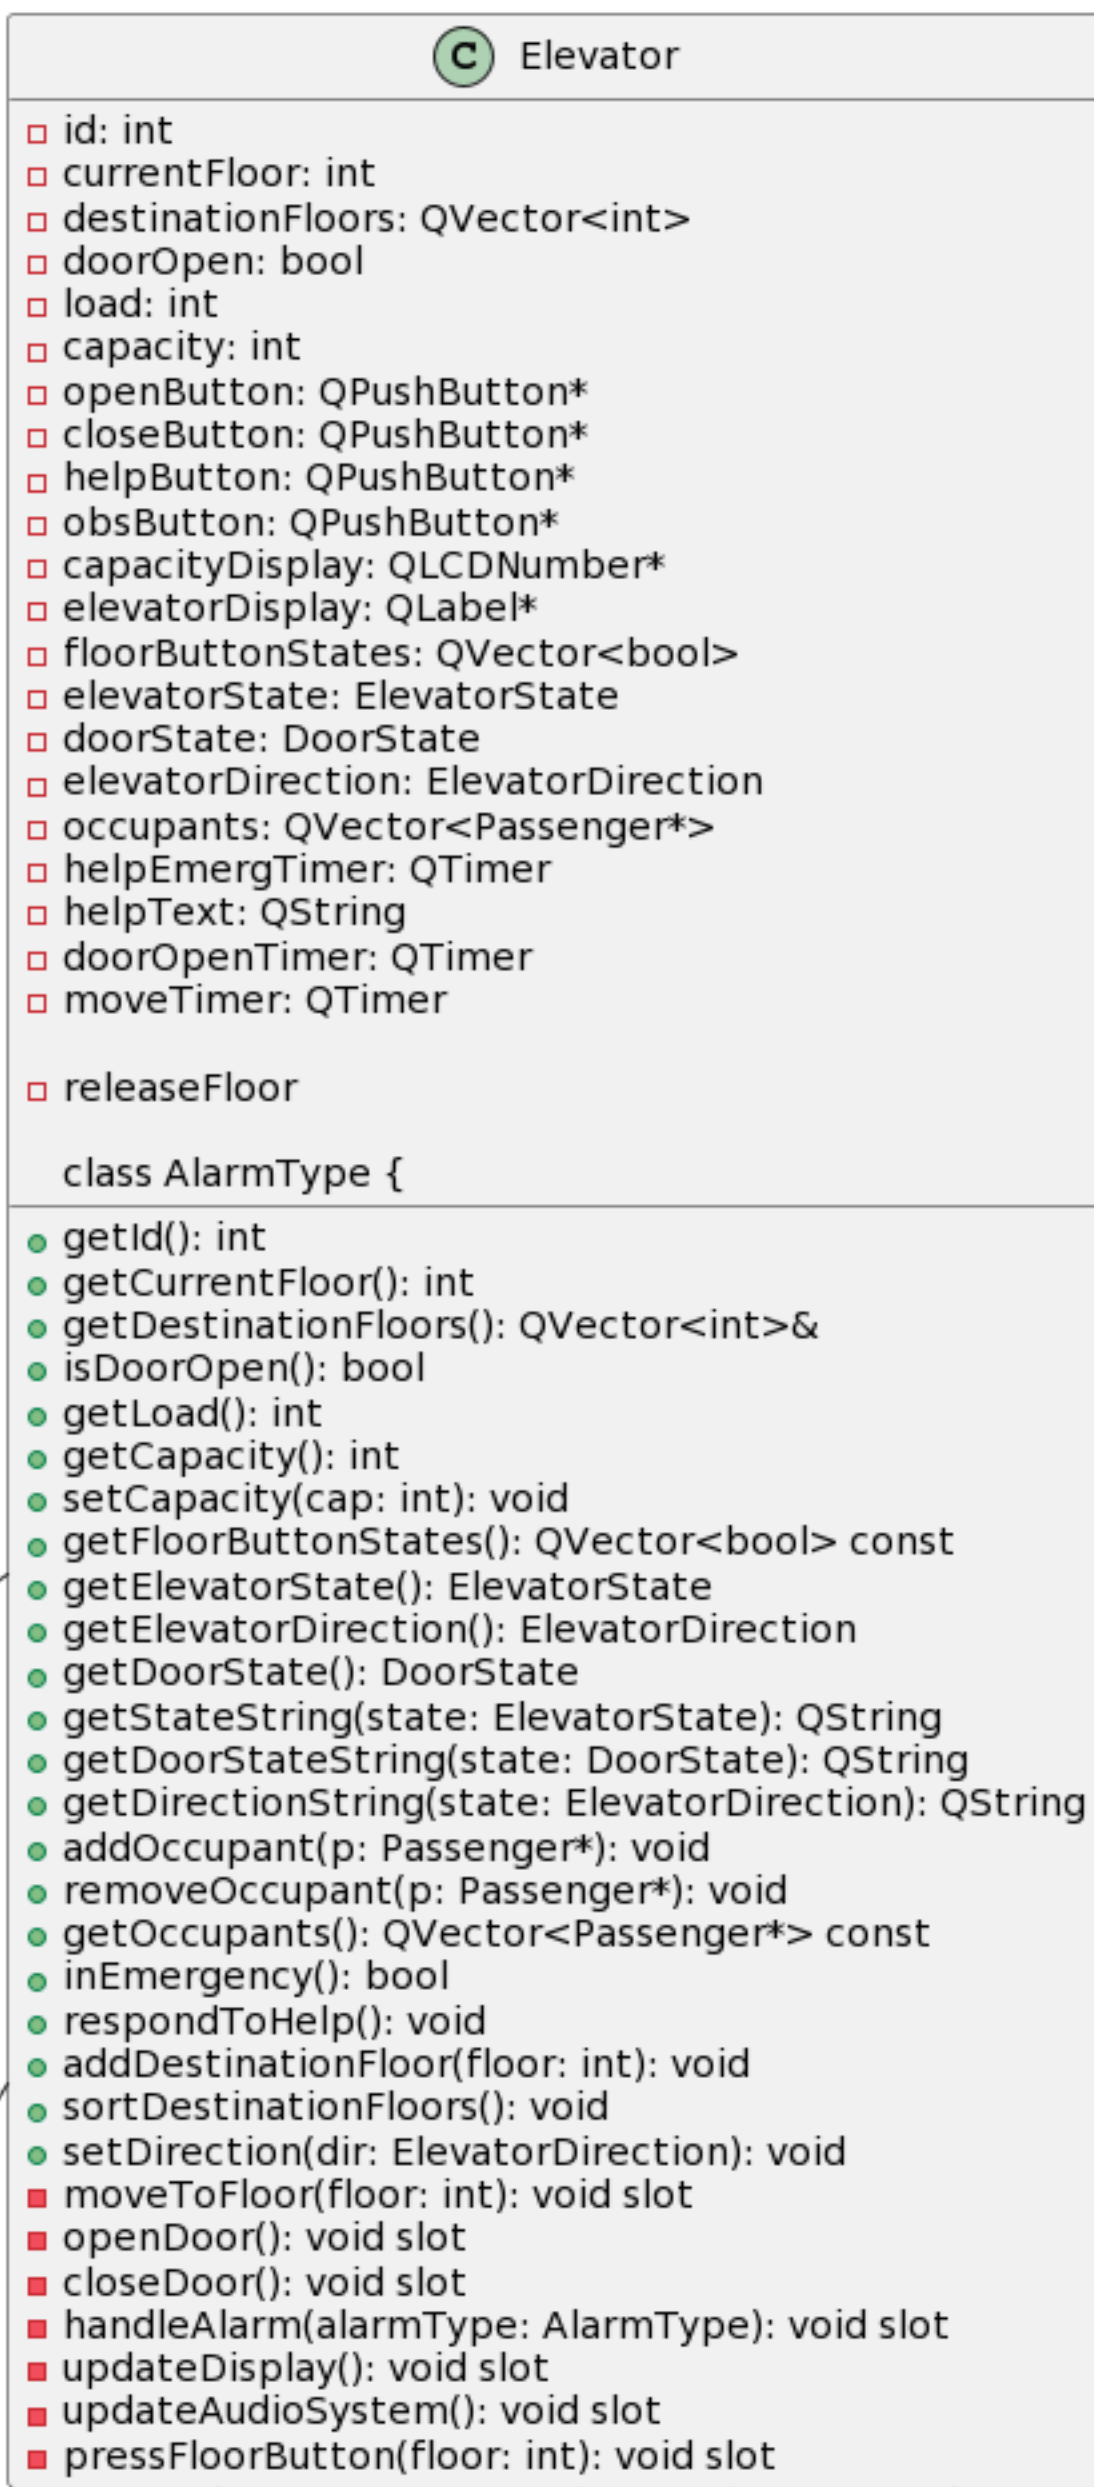 C Elevator
id: int
currentFloor: int
destinationFloors: QVector<int>
doorOpen: bool
load: int
capacity: int
openButton: QPushButton*
closeButton: QPushButton*
helpButton: QPushButton*
obsButton: QPushButton*
capacityDisplay: QLCDNumber*
elevatorDisplay: QLabel*
floorButtonStates: QVector<bool>
elevatorState: ElevatorState
doorState: DoorState
elevatorDirection: ElevatorDirection
occupants: QVector<Passenger*>
helpEmergTimer: QTimer
helpText: QString
doorOpenTimer: QTimer
moveTimer: QTimer
releaseFloor
class AlarmType {
getId(): int
getCurrentFloor(): int
getDestinationFloors(): QVector<int>&
isDoorOpen(): bool
getLoad(): int
getCapacity(): int
setCapacity(cap: int): void
getFloorButtonStates(): QVector<bool> const
getElevatorState(): ElevatorState
getElevatorDirection(): ElevatorDirection
getDoorState(): DoorState
getStateString(state: ElevatorState): QString
getDoorStateString(state: DoorState): QString
getDirectionString(state: ElevatorDirection): QString
addOccupant(p: Passenger*): void
removeOccupant(p: Passenger*): void
getOccupants(): QVector<Passenger*> const
inEmergency(): bool
respondToHelp(): void
addDestinationFloor(floor: int): void
sortDestinationFloors(): void
setDirection(dir: ElevatorDirection): void
moveToFloor(floor: int): void slot
openDoor(): void slot
closeDoor(): void slot
handleAlarm(alarmType: AlarmType): void slot
updateDisplay(): void slot
updateAudioSystem(): void slot
pressFloorButton(floor: int): void slot